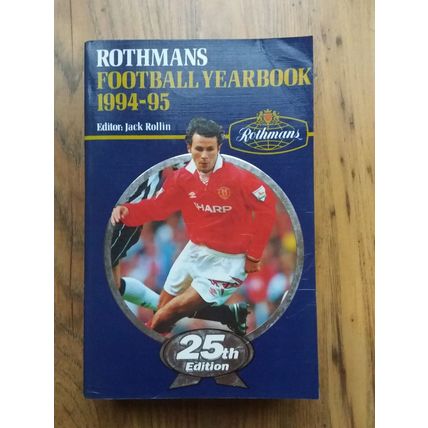 ROTHMANS
FOOTBALL YEARBOOK
1994-95
Editor: Jack Rollin
Rothmans
SHARP
25th
Edition